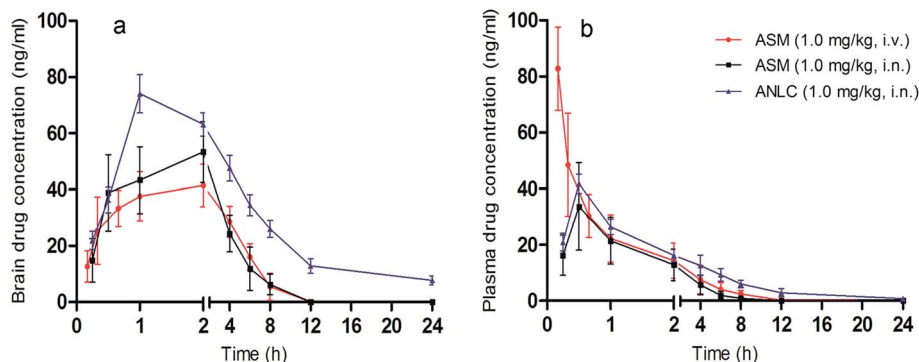 a
Brain drug concentration (ng/ml)
100
80
60
40
20
0
0 1 2 4 8 12 16 20 24
Time (h)
b
Plasma drug concentration (ng/ml)
100
80
60
40
20
0
0 1 2 4 8 12 16 20 24
Time (h)
ASM (1.0 mg/kg, i.v.)
ASM (1.0 mg/kg, i.n.)
ANLC (1.0 mg/kg, i.n.)